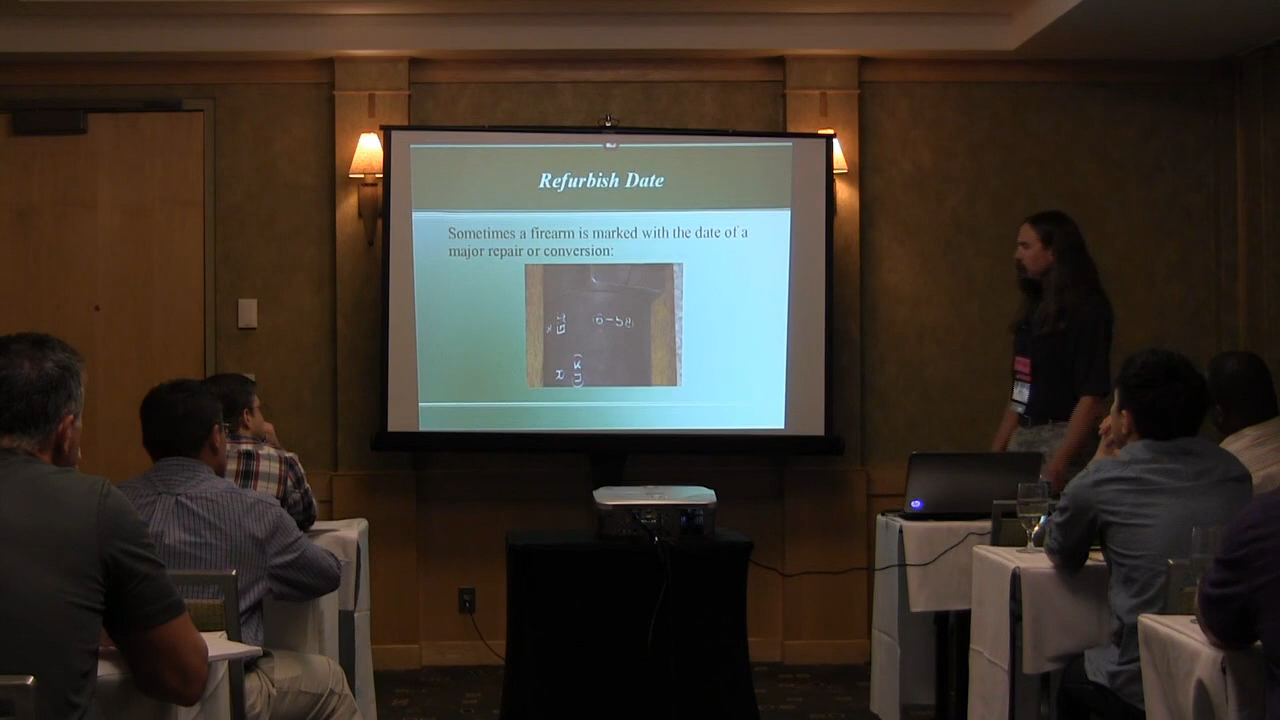 Refurbish Date
Sometimes a firearm is marked with the date of a
major repair or conversion:
6-58